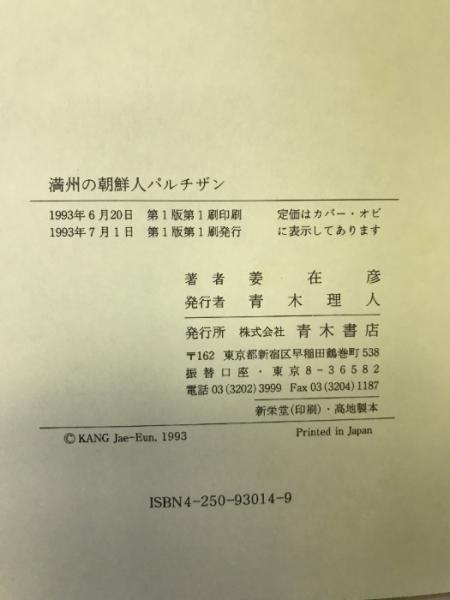 満州の朝鮮人パルチザン
1993年6月20日 第1版第1刷印刷 定価はカバー・オビ
1993年7月1日 第1版第1刷発行 に表示してあります
著者 姜在彦
発行者 青木理人
発行所 株式会社 青木書店
〒162 東京都新宿区早稲田鶴巻町538
振替口座・東京8-36582
電話03(3202)3999 Fax03(3204)1187
新栄堂(印刷)・高地製本
© KANG Jae-Eun, 1993 Printed in Japan
ISBN4-250-93014-9